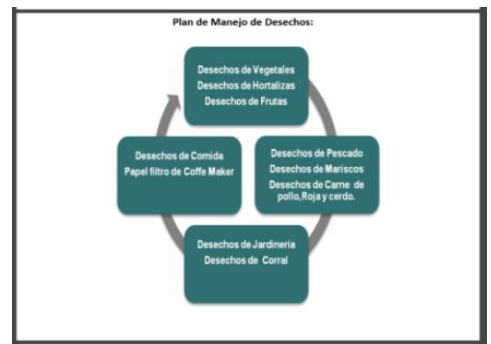 Plan de Manejo de Desechos:
Desechos de Vegetales
Desechos de Hortalizas
Desechos de Frutas
Desechos de Pescado
Desechos de Mariscos
Desechos de Carne de
pollo,Roja y cerdo.
Desechos de Jardineria
Desechos de Corral
Desechos de Comida
Papel filtro de Coffe Maker